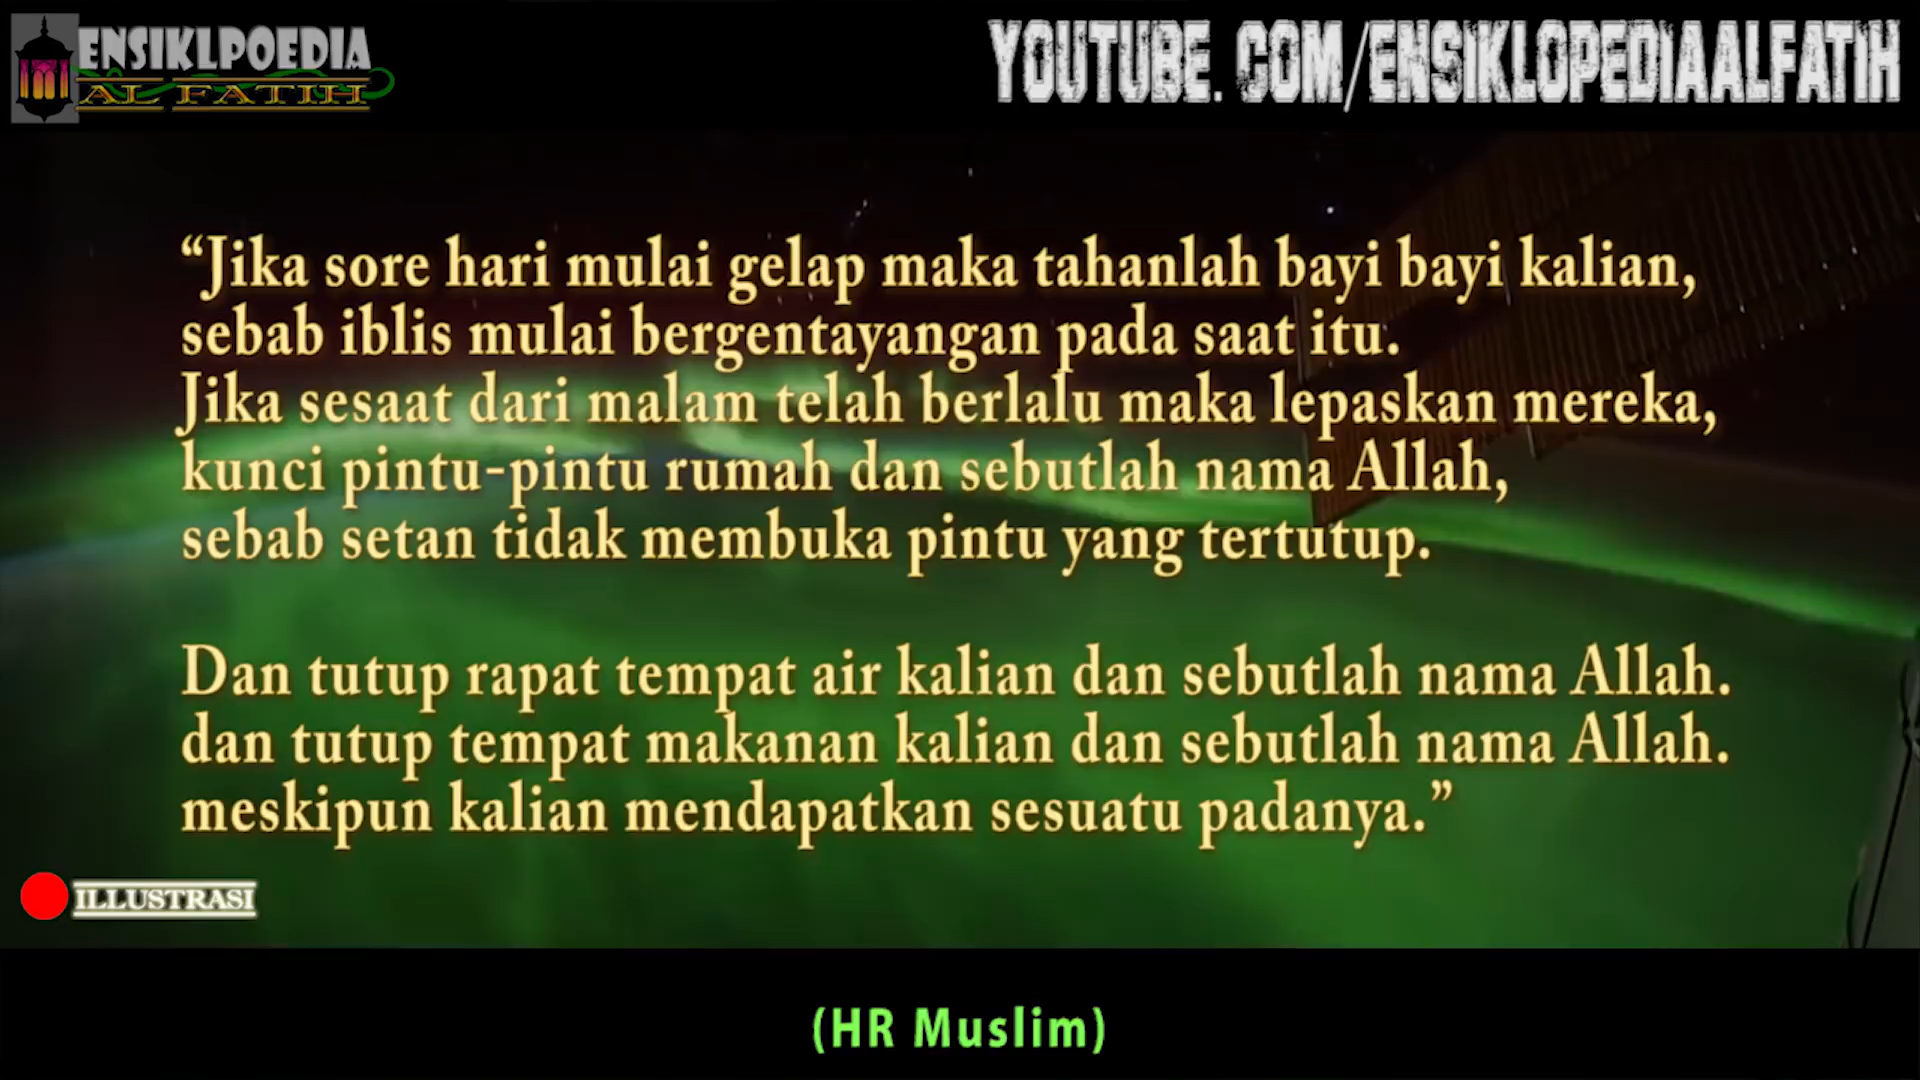 ENSIKLPOEDIA
AL FATIH
YOUTUBE. COM/ENSIKLOPEDIAALFATIH
“Jika sore hari mulai gelap maka tahanlah bayi bayi kalian,
sebab iblis mulai bergentayangan pada saat itu.
Jika sesaat dari malam telah berlalu maka lepaskan mereka,
kunci pintu-pintu rumah dan sebutlah nama Allah,
sebab setan tidak membuka pintu yang tertutup.
Dan tutup rapat tempat air kalian dan sebutlah nama Allah.
dan tutup tempat makanan kalian dan sebutlah nama Allah.
meskipun kalian mendapatkan sesuatu padanya.”
ILLUSTRASI
(HR Muslim)